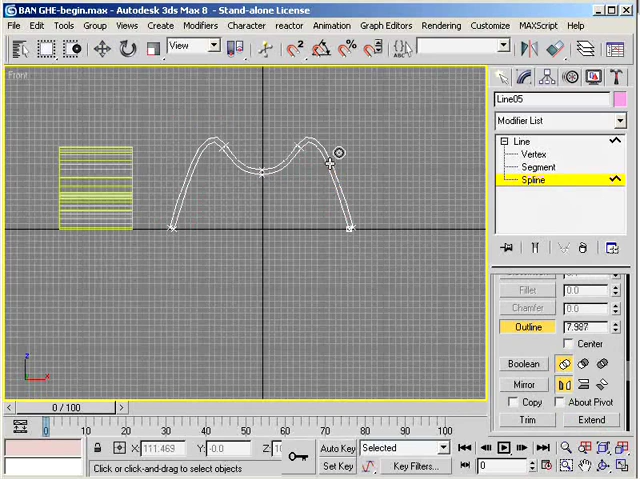 BAN GHE-begin.max - Autodesk 3ds Max 8 - Stand-alone License
File Edit Tools Group Views Create Modifiers Character reactor Animation Graph Editors Rendering Customize MAXScript Help
View
Front
Line05
Modifier List
Line
Vertex
Segment
Spline
Fillet 0.0
Chamfer 0.0
Outline 7.987
Center
Boolean
Mirror
Copy About Pivot
Trim Extend
0 / 100
0 10 20 30 40 50 60 70 80 90 100
X: 111.469 Y: -0.0 Z:
Auto Key Selected
Click or click-and-drag to select objects
Set Key Key Filters... 0